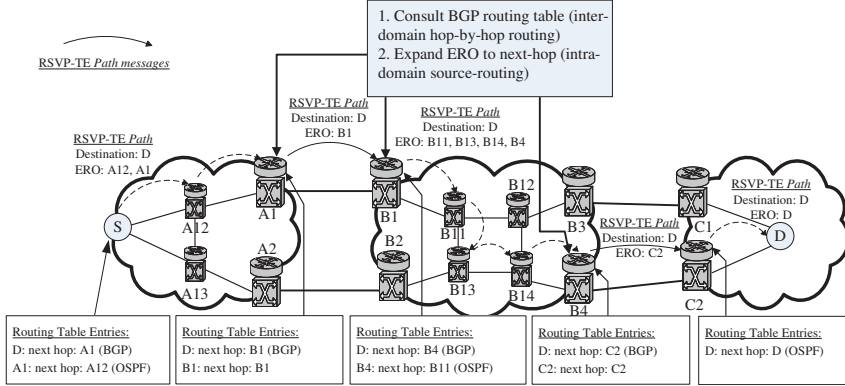 1. Consult BGP routing table (inter-
domain hop-by-hop routing)
2. Expand ERO to next-hop (intra-
domain source-routing)
RSVP-TE Path messages
RSVP-TE Path
Destination: D
ERO: A12, A1
RSVP-TE Path
Destination: D
ERO: B1
RSVP-TE Path
Destination: D
ERO: B11, B13, B14, B4
RSVP-TE Path
Destination: D
ERO: C2
RSVP-TE Path
Destination: D
ERO: D
S
A12
A13
A1
A2
B1
B2
B11
B12
B13
B14
B3
B4
C1
C2
D
Routing Table Entries:
D: next hop: A1 (BGP)
A1: next hop: A12 (OSPF)
Routing Table Entries:
D: next hop: B1 (BGP)
B1: next hop: B1
Routing Table Entries:
D: next hop: B4 (BGP)
B4: next hop: B11 (OSPF)
Routing Table Entries:
D: next hop: C2 (BGP)
C2: next hop: C2
Routing Table Entries:
D: next hop: D (OSPF)